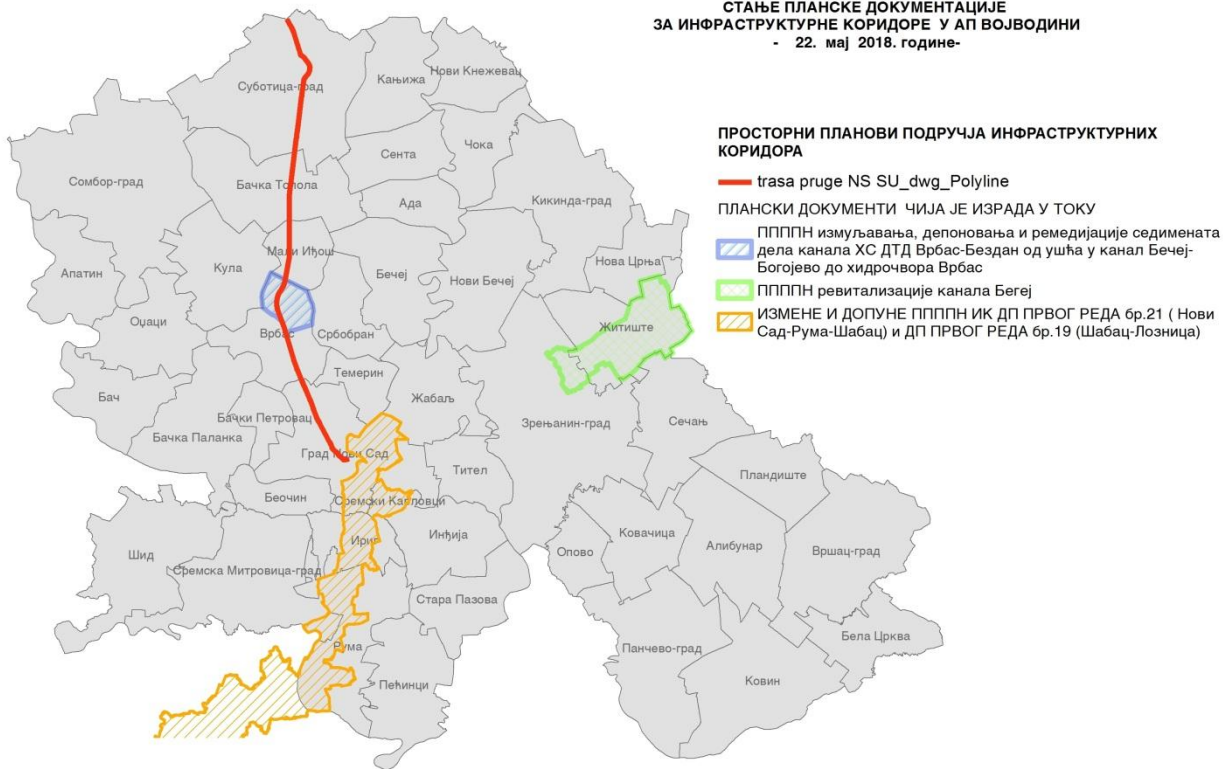 СТАЊЕ ПЛАНСКЕ ДОКУМЕНТАЦИЈЕ
ЗА ИНФРАСТРУКТУРНЕ КОРИДОРЕ У АП ВОЈВОДИНИ
- 22. мај 2018. године-
ПРОСТОРНИ ПЛАНОВИ ПОДРУЧЈА ИНФРАСТРУКТУРНИХ
КОРИДОРА
trasa pruge NS SU_dwg_Polyline
ПЛАНСКИ ДОКУМЕНТИ ЧИЈА ЈЕ ИЗРАДА У ТОКУ
ППППН измуљавања, депоновања и ремедијације седимената
дела канала ХС ДТД Врбас-Бездан од ушћа у канал Бечеј-
Богојево до хидрочвора Врбас
ППППН ревитализације канала Бегеј
ИЗМЕНЕ И ДОПУНЕ ППППН ИК ДП ПРВОГ РЕДА бр.21 ( Нови
Сад-Рума-Шабац) и ДП ПРВОГ РЕДА бр.19 (Шабац-Лозница)
Суботица-град
Кањижа
Нови Кнежевац
Сомбор-град
Бачка Топола
Сента
Чока
Ада
Кикинда-град
Апатин
Кула
Мали Иђош
Бечеј
Нови Бечеј
Нова Црња
Оџаци
Врбас
Србобран
Житиште
Бач
Бачка Паланка
Бачки Петровац
Темерин
Жабаљ
Зрењанин-град
Сечањ
Град Нови Сад
Тител
Пландиште
Беочин
Сремски Карловци
Шид
Сремска Митровица-град
Ириг
Инђија
Опово
Ковачица
Алибунар
Вршац-град
Стара Пазова
Рума
Пећинци
Панчево-град
Ковин
Бела Црква